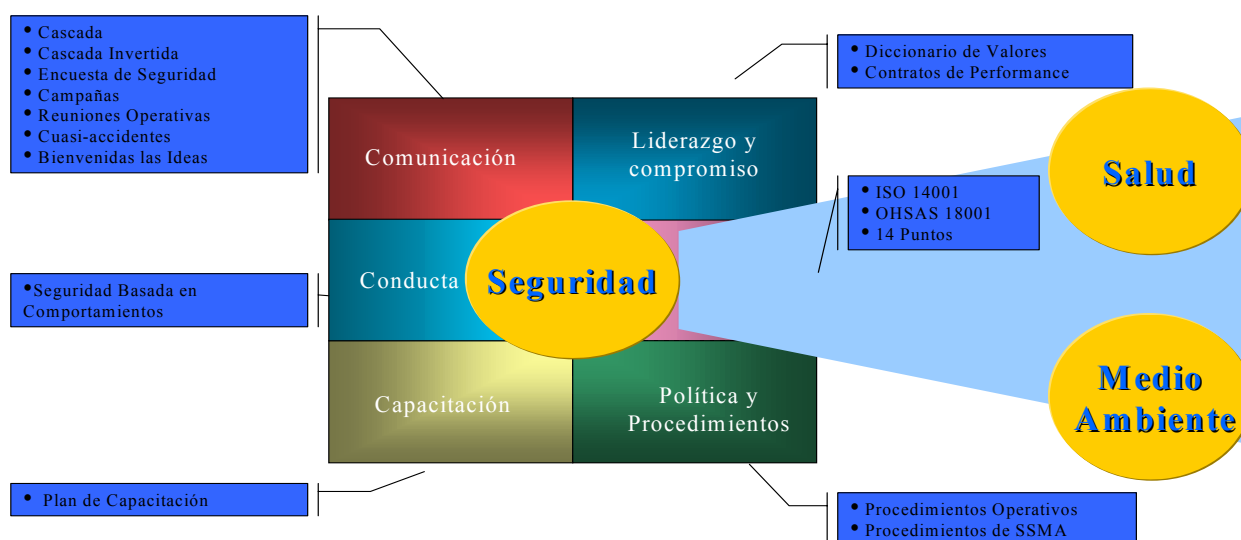 • Cascada
• Cascada Invertida
• Encuesta de Seguridad
• Campañas
• Reuniones Operativas
• Cuasi-accidentes
• Bienvenidas las Ideas
• Diccionario de Valores
• Contratos de Performance
Comunicación
Liderazgo y
compromiso
Salud
• ISO 14001
• OHSAS 18001
• 14 Puntos
Conducta
Seguridad
•Seguridad Basada en
Comportamientos
Capacitación
Política y
Procedimientos
Medio
Ambiente
• Plan de Capacitación
• Procedimientos Operativos
• Procedimientos de SSMA